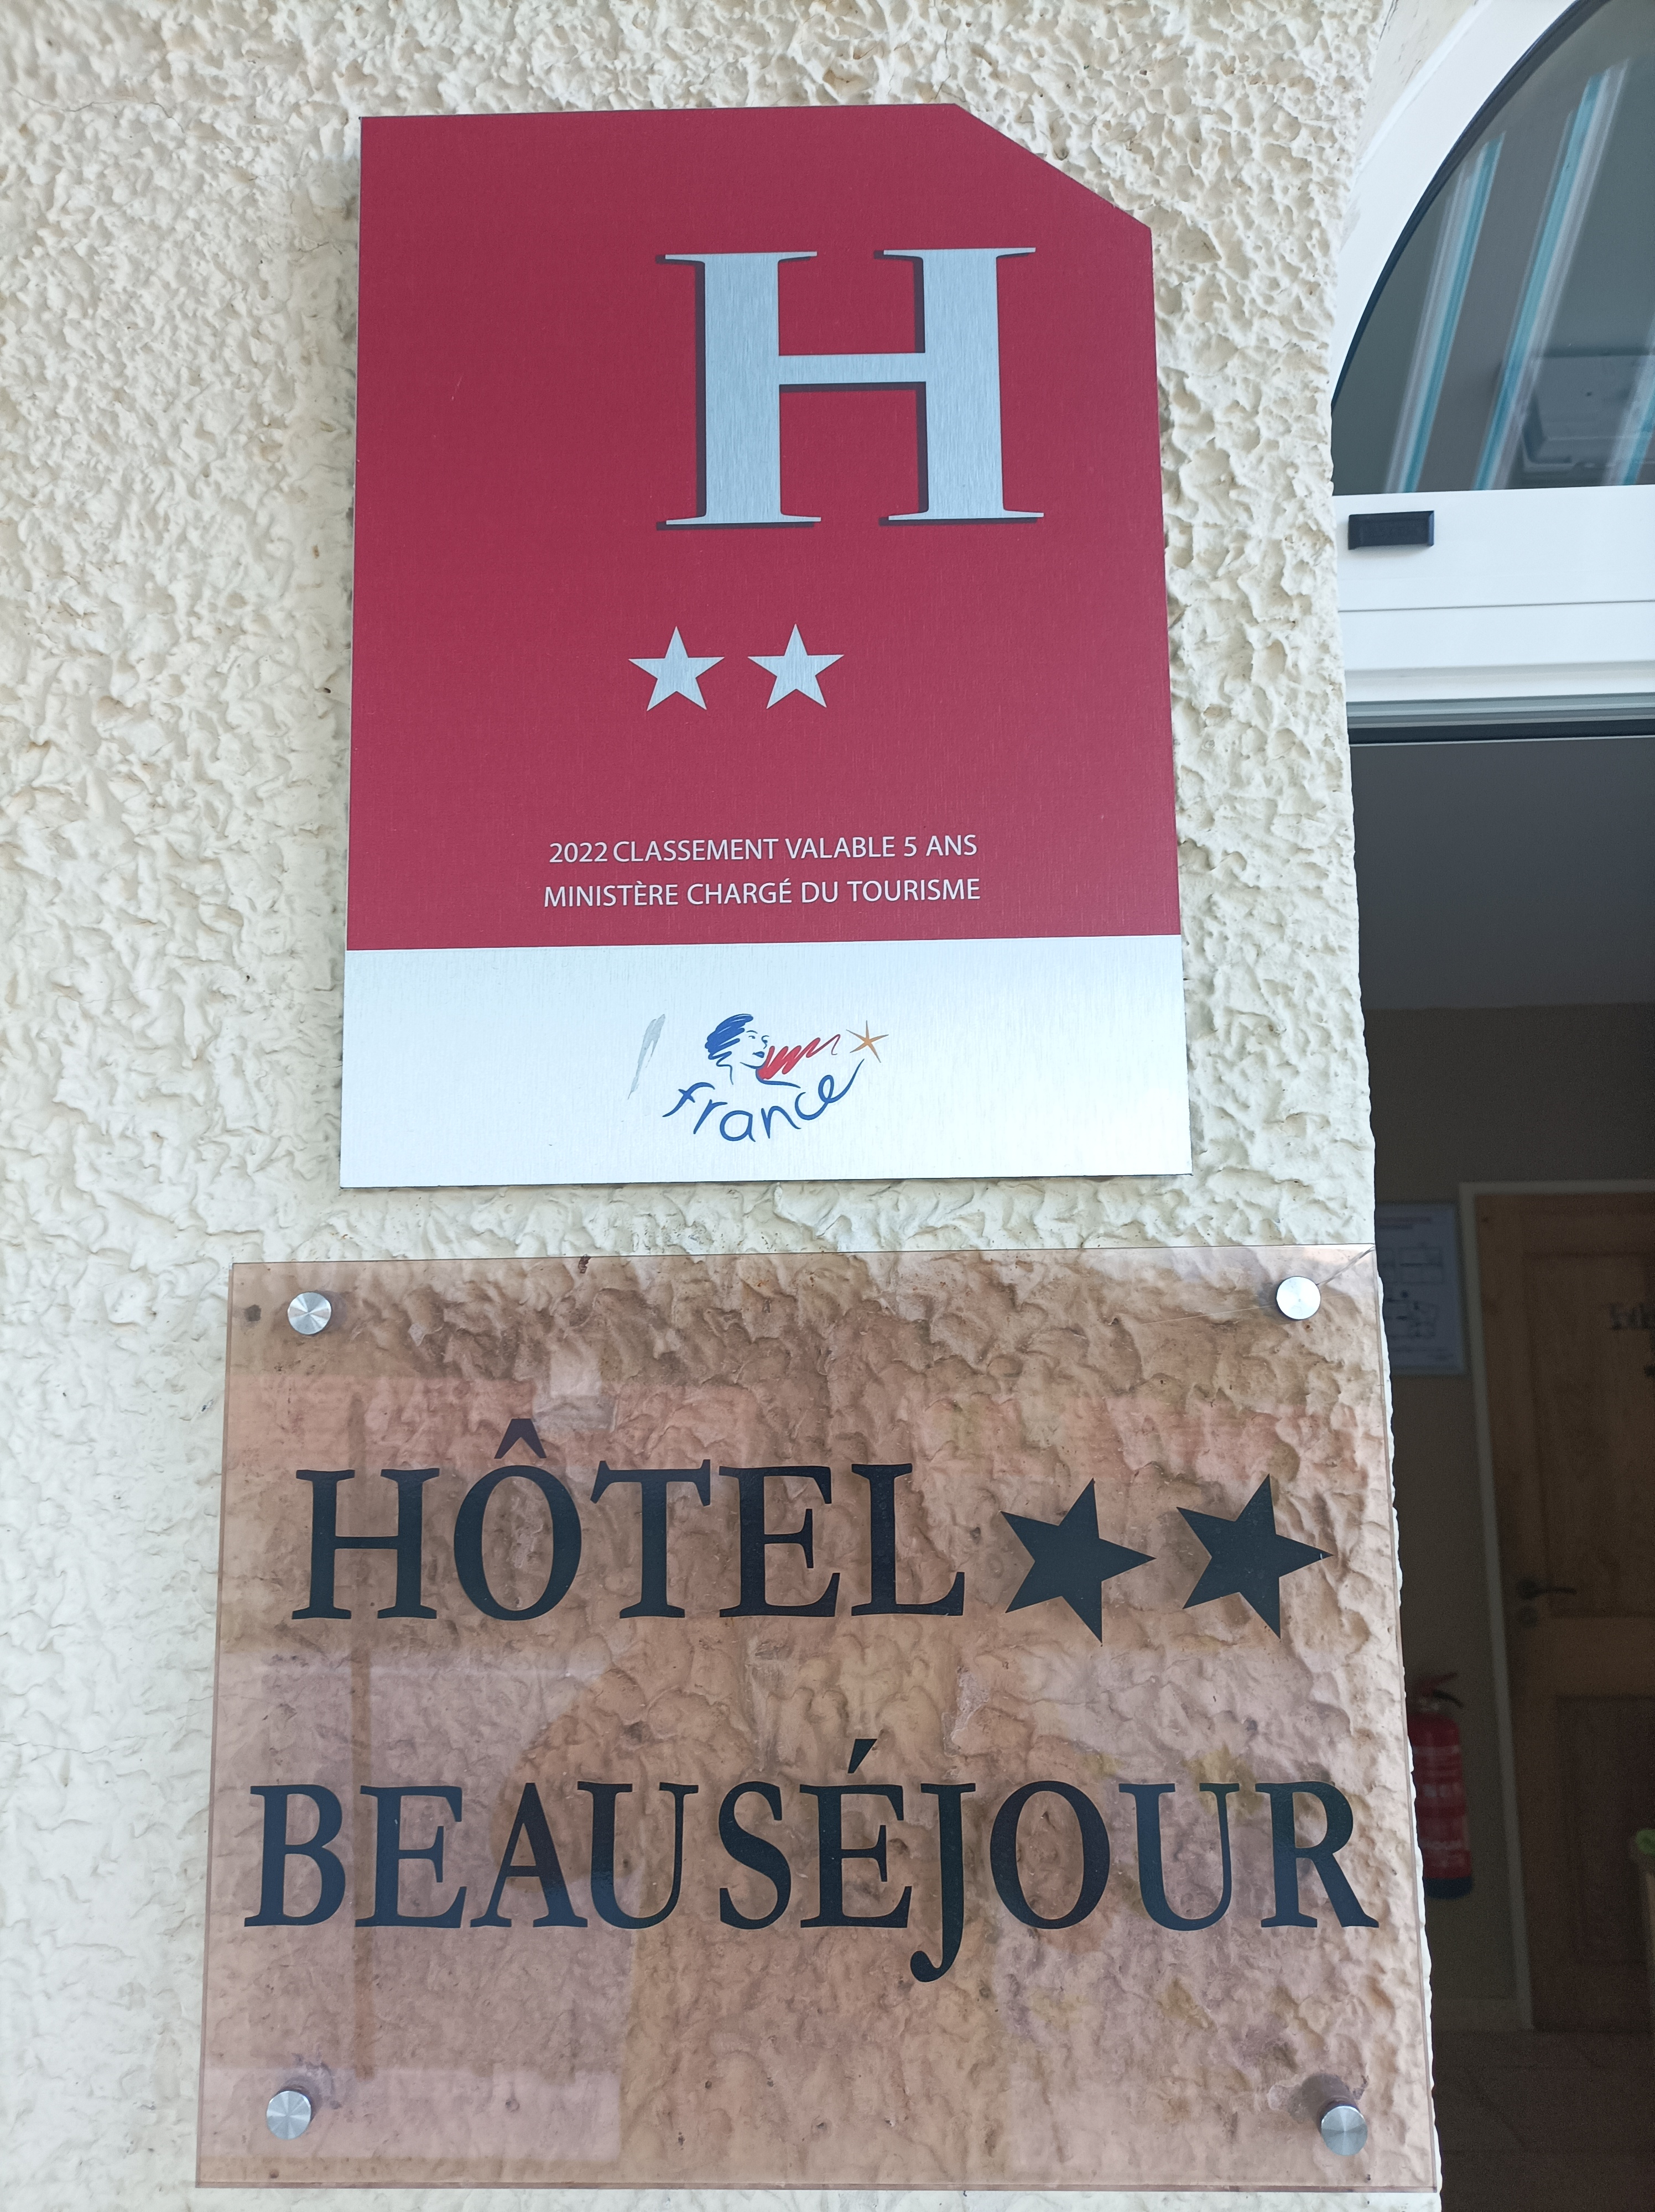 H
★★
2022 CLASSEMENT VALABLE 5 ANS
MINISTÈRE CHARGÉ DU TOURISME
france
HÔTEL ★★
BEAUSÉJOUR